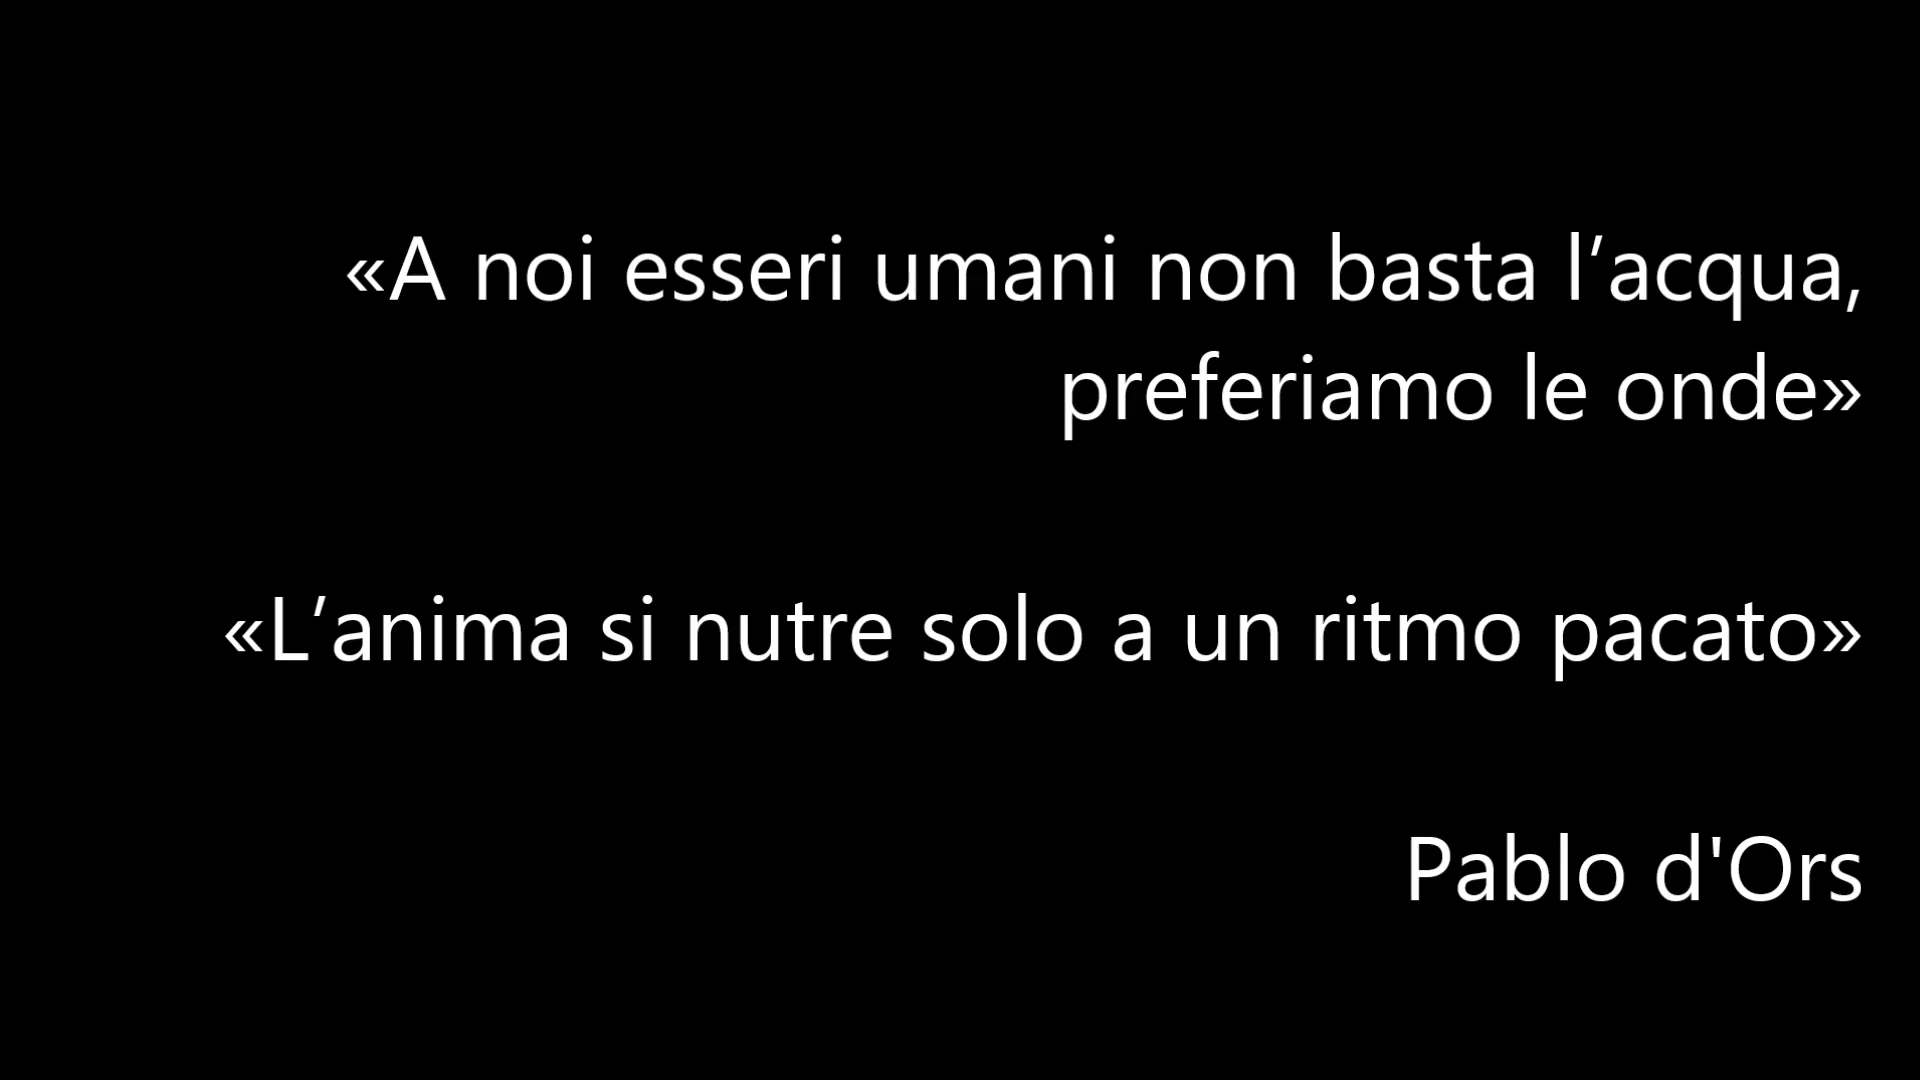 «A noi esseri umani non basta l’acqua,
preferiamo le onde»
«L’anima si nutre solo a un ritmo pacato»
Pablo d'Ors